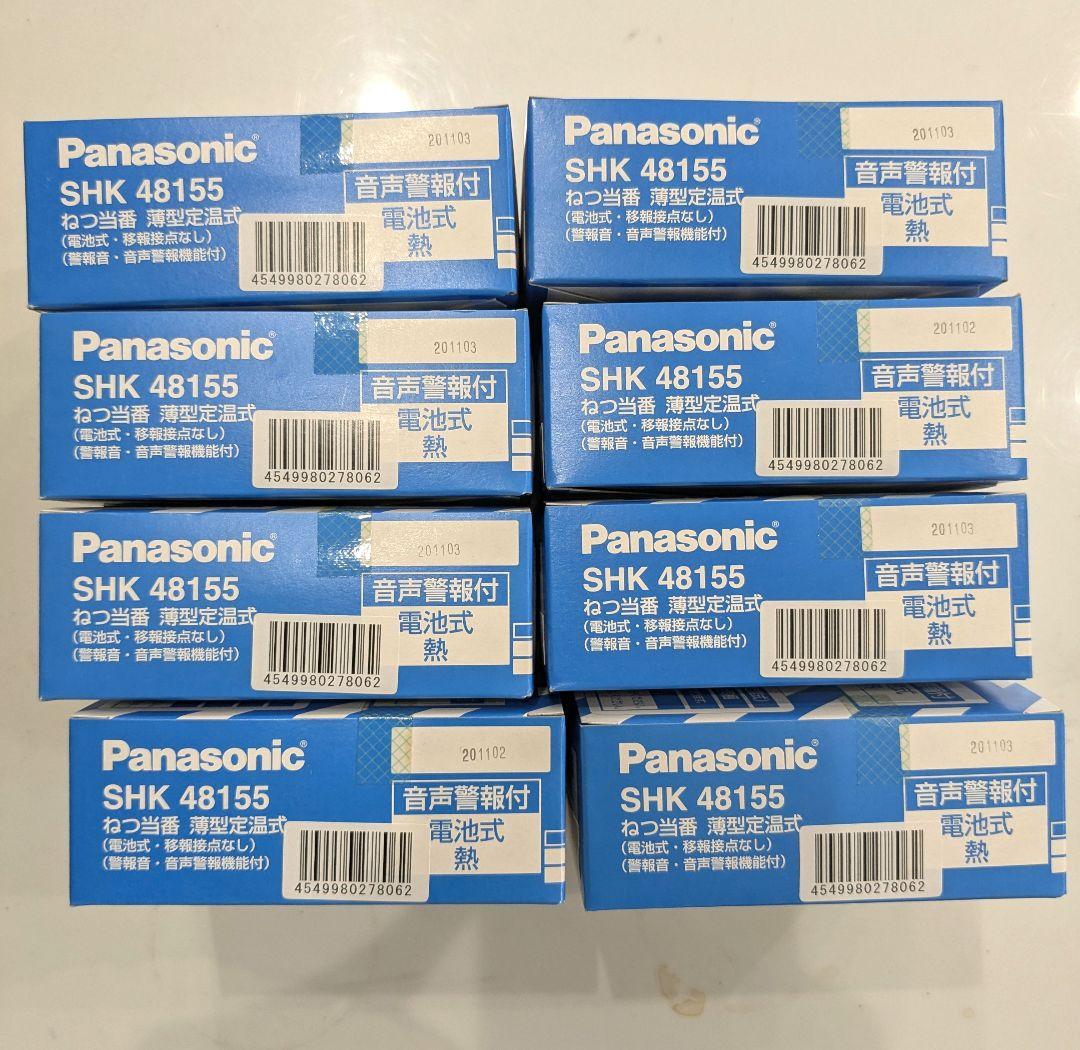 Panasonic®
201103
SHK 48155
音声警報付
ねつ当番 薄型定温式
電池式
(電池式・移報接点なし)
熱
(警報音・音声警報機能付)
4549980278062
Panasonic®
201103
SHK 48155
音声警報付
ねつ当番 薄型定温式
電池式
(電池式・移報接点なし)
熱
(警報音・音声警報機能付)
4549980278062
Panasonic®
201103
SHK 48155
音声警報付
ねつ当番 薄型定温式
電池式
(電池式・移報接点なし)
熱
(警報音・音声警報機能付)
4549980278062
Panasonic®
201102
SHK 48155
音声警報付
ねつ当番 薄型定温式
電池式
(電池式・移報接点なし)
熱
(警報音・音声警報機能付)
4549980278062
Panasonic®
201103
SHK 48155
音声警報付
ねつ当番 薄型定温式
電池式
(電池式・移報接点なし)
熱
(警報音・音声警報機能付)
4549980278062
Panasonic®
201103
SHK 48155
音声警報付
ねつ当番 薄型定温式
電池式
(電池式・移報接点なし)
熱
(警報音・音声警報機能付)
4549980278062
Panasonic®
201102
SHK 48155
音声警報付
ねつ当番 薄型定温式
電池式
(電池式・移報接点なし)
熱
(警報音・音声警報機能付)
4549980278062
Panasonic®
201103
SHK 48155
音声警報付
ねつ当番 薄型定温式
電池式
(電池式・移報接点なし)
熱
(警報音・音声警報機能付)
4549980278062